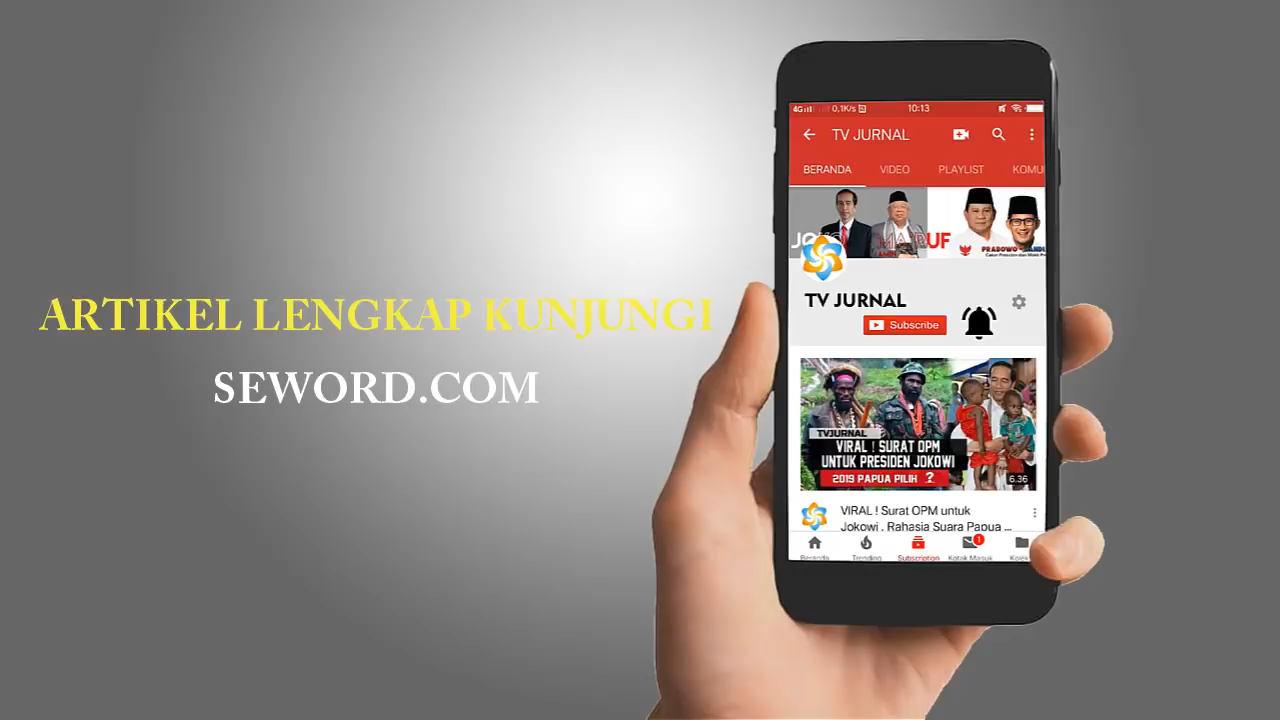 ARTIKEL LENGKAP KUNJUNGI
SEWORD.COM
4G 0,1K/s 10:13
TV JURNAL
BERANDA VIDEO PLAYLIST KOMU
MA'RUF
AMIN
PRABOWO
TV JURNAL
Subscribe
TVJURNAL
VIRAL ! SURAT OPM
UNTUK PRESIDEN JOKOWI
2019 PAPUA PILIH ?
6.36
VIRAL ! Surat OPM untuk
Jokowi , Rahasia Suara Papua ...
1
Beranda Trending Subscription Kotak Masuk